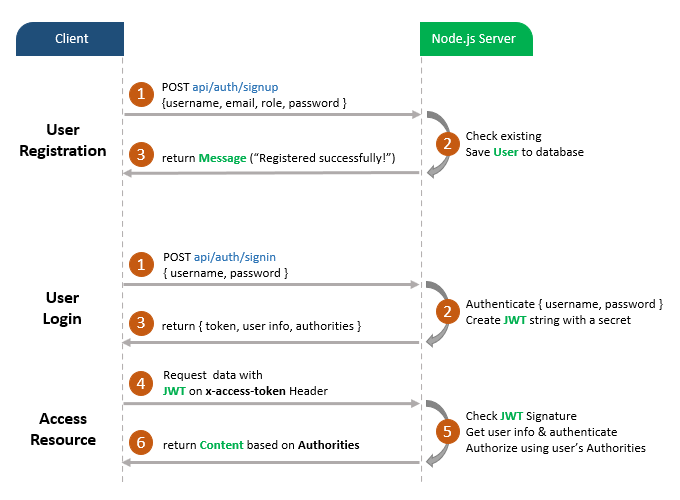 Client
Node.js Server
User
Registration
1
POST api/auth/signup
{username, email, role, password }
2
Check existing
Save User to database
3
return Message (“Registered successfully!”)
User
Login
1
POST api/auth/signin
{ username, password }
2
Authenticate { username, password }
Create JWT string with a secret
3
return { token, user info, authorities }
Access
Resource
4
Request data with
JWT on x-access-token Header
5
Check JWT Signature
Get user info & authenticate
Authorize using user’s Authorities
6
return Content based on Authorities